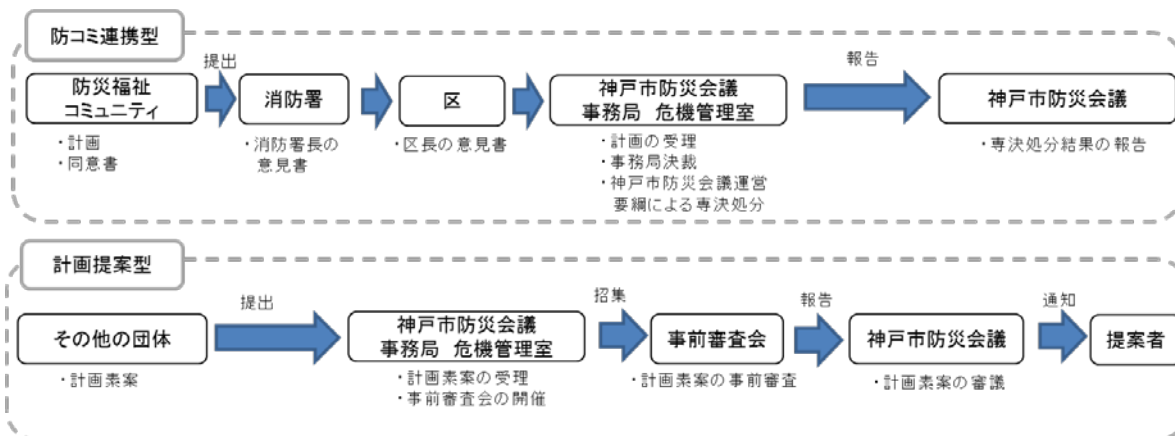 防コミ連携型
防災福祉
コミュニティ
・計画
・同意書
提出
消防署
・消防署長の
意見書
区
・区長の意見書
神戸市防災会議
事務局 危機管理室
・計画の受理
・事務局決裁
・神戸市防災会議運営
要綱による専決処分
報告
神戸市防災会議
・専決処分結果の報告
計画提案型
その他の団体
・計画素案
提出
神戸市防災会議
事務局 危機管理室
・計画素案の受理
・事前審査会の開催
招集
事前審査会
・計画素案の事前審査
報告
神戸市防災会議
・計画素案の審議
通知
提案者